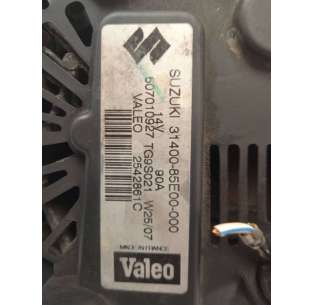 SUZUKI 31400-85E00-000
14V 90A
607010927 TG9S021 W25/07
VALEO 2542861C
MADE IN FRANCE
Valeo